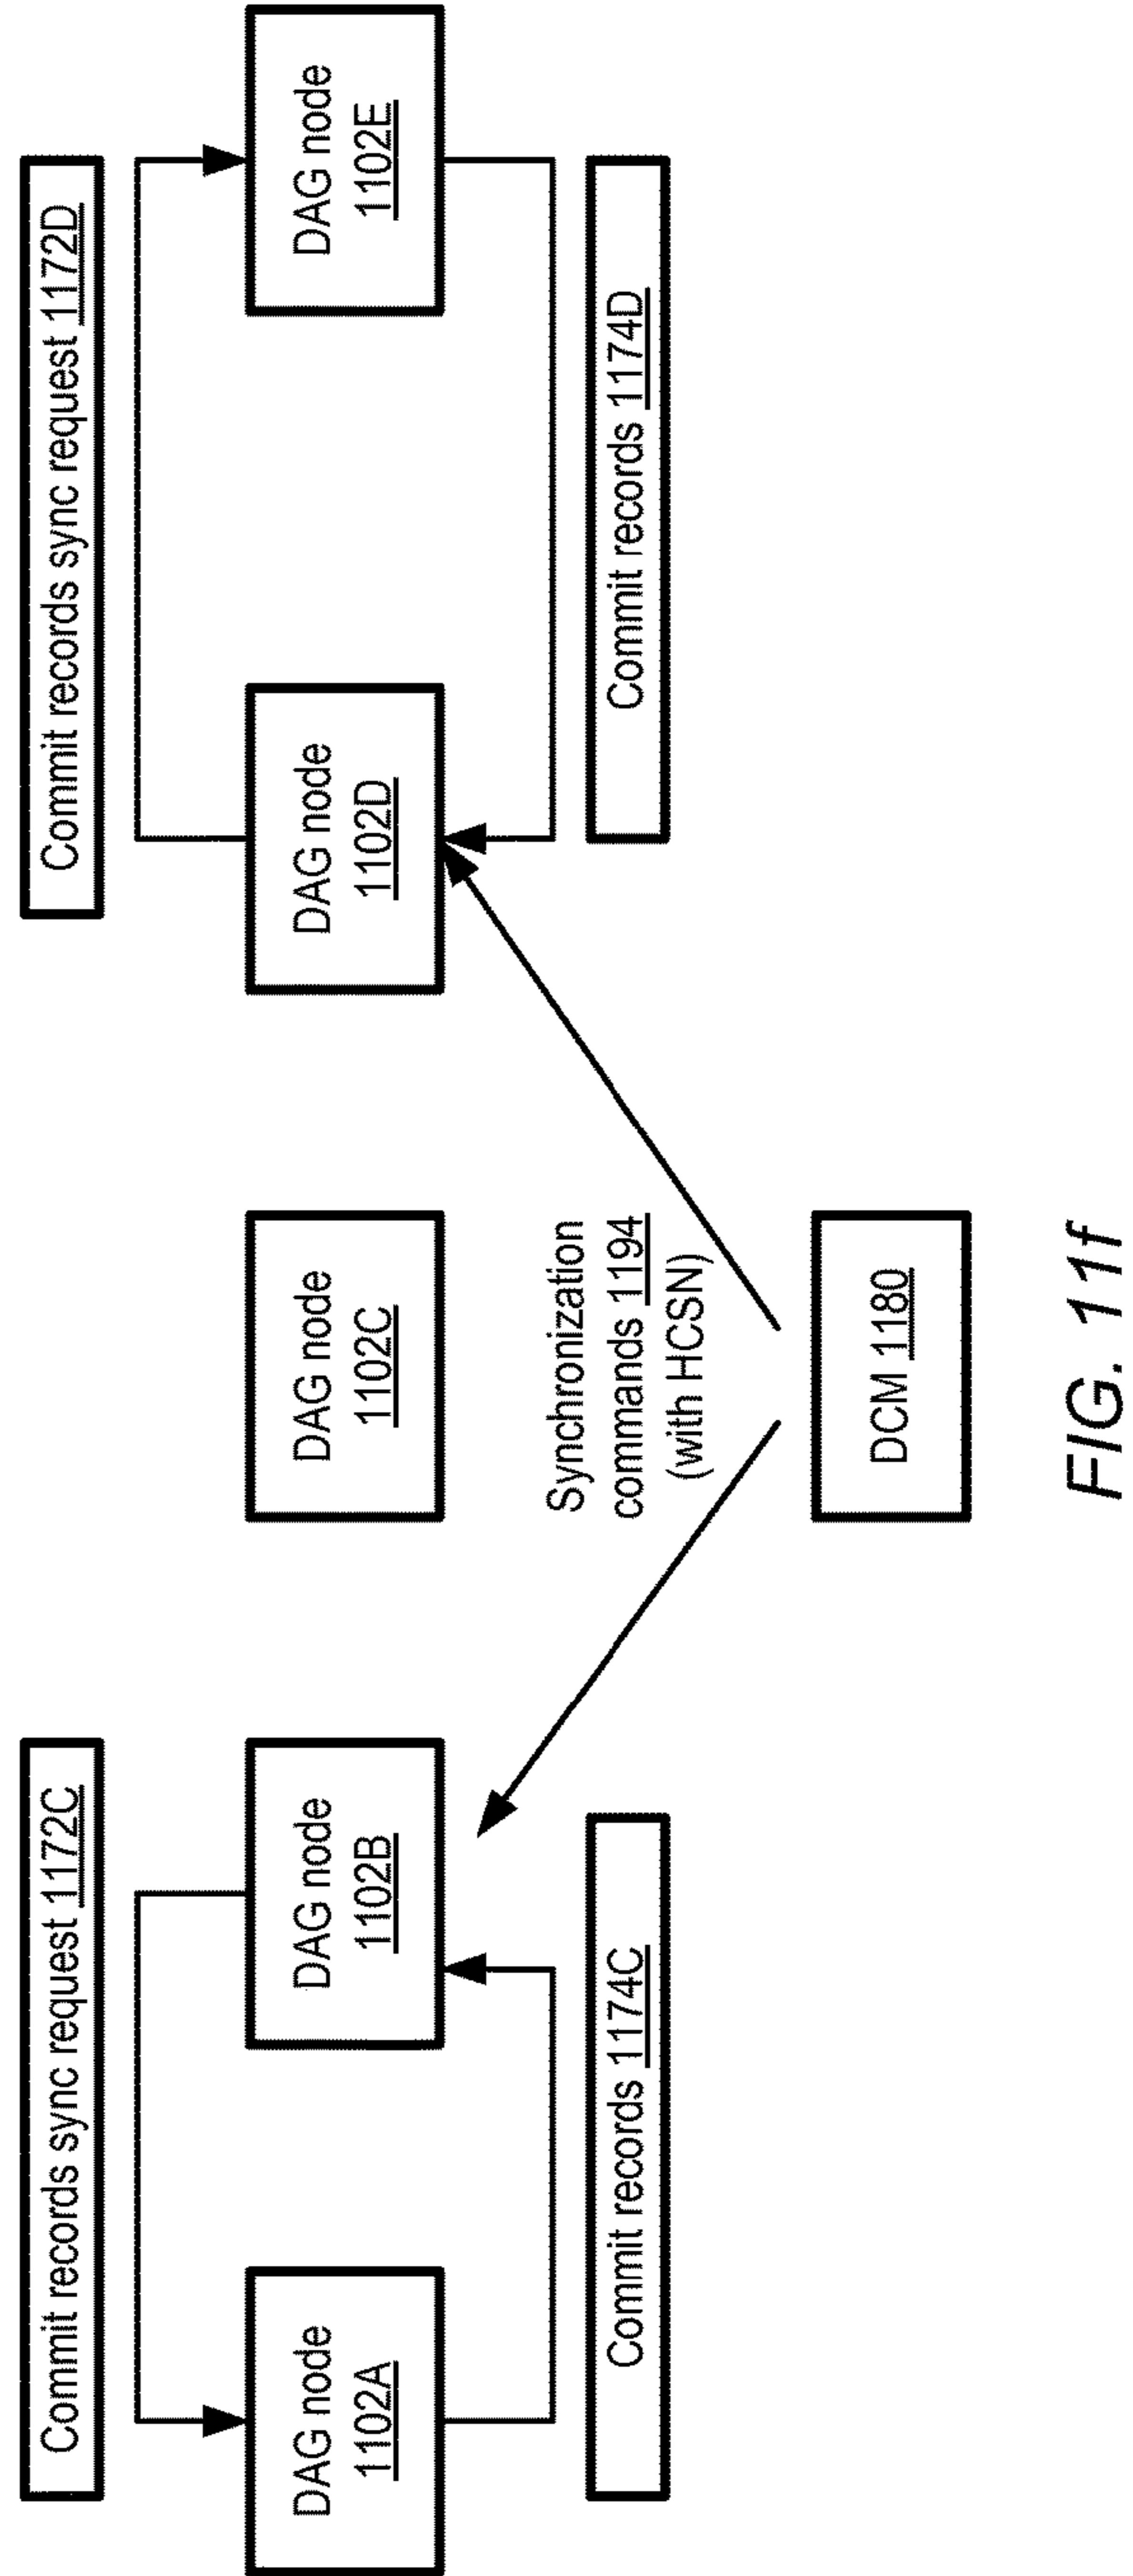 Commit records sync request 1172C
Commit records sync request 1172D
DAG node
1102A
DAG node
1102B
DAG node
1102C
DAG node
1102D
DAG node
1102E
Commit records 1174C
Synchronization
commands 1194
(with HCSN)
Commit records 1174D
DCM 1180
FIG. 11f